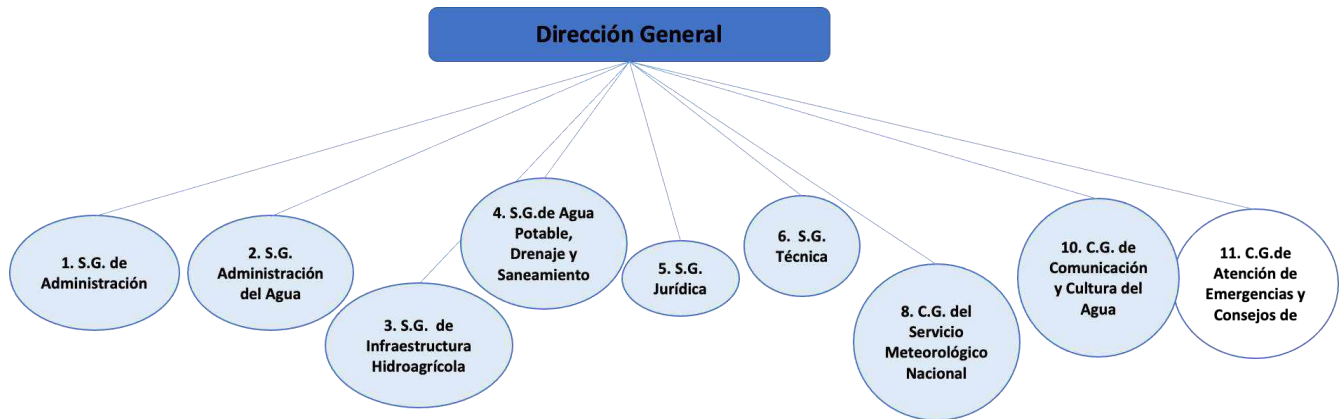 Dirección General
1. S.G. de
Administración
2. S.G.
Administración
del Agua
3. S.G. de
Infraestructura
Hidroagrícola
4. S.G.de Agua
Potable,
Drenaje y
Saneamiento
5. S.G.
Jurídica
6. S.G.
Técnica
8. C.G. del
Servicio
Meteorológico
Nacional
10. C.G. de
Comunicación
y Cultura del
Agua
11. C.G.de
Atención de
Emergencias y
Consejos de